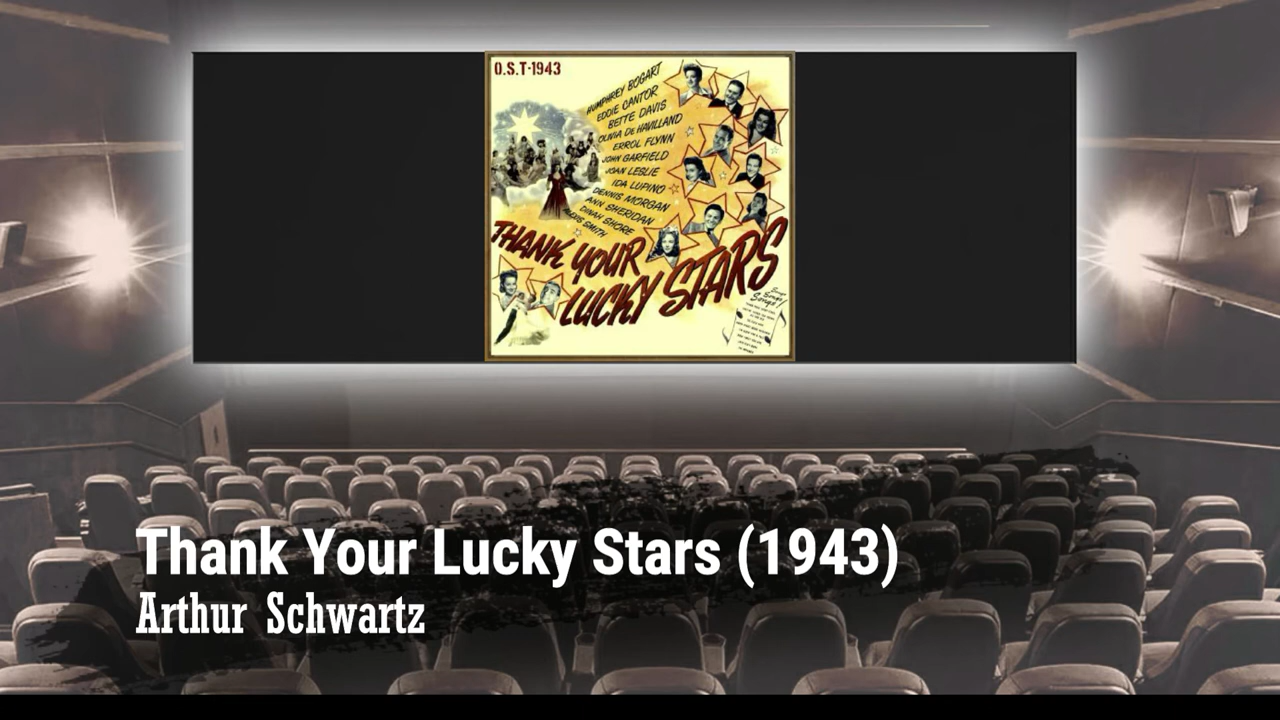 O.S.T-1943
HUMPHREY BOGART
EDDIE CANTOR
BETTE DAVIS
OLIVIA DE HAVILLAND
ERROL FLYNN
JOHN GARFIELD
JOAN LESLIE
IDA LUPINO
DENNIS MORGAN
ANN SHERIDAN
DINAH SHORE
ALEXIS SMITH
THANK YOUR
LUCKY STARS
Songs!
Thank Your Lucky Stars (1943)
Arthur Schwartz